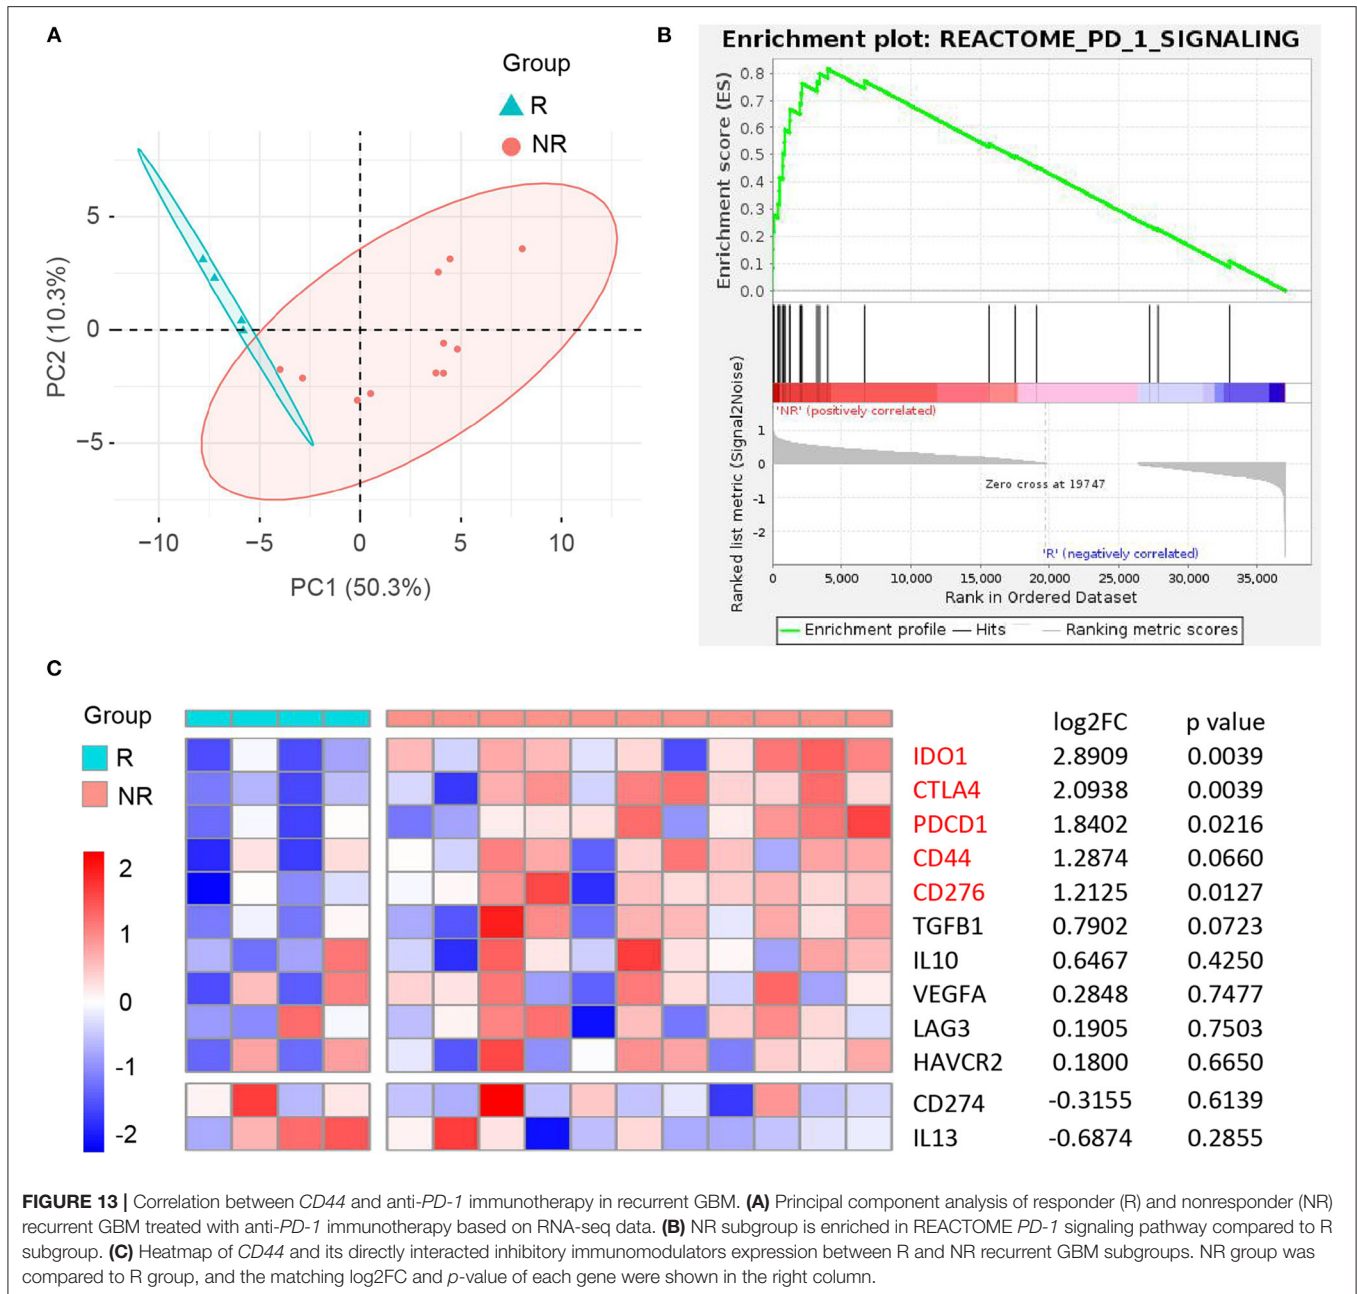 A
Group
R
NR
5
0
−5
PC2 (10.3%)
−10 −5 0 5 10
PC1 (50.3%)
B
Enrichment plot: REACTOME_PD_1_SIGNALING
Enrichment score (ES)
0.8
0.7
0.6
0.5
0.4
0.3
0.2
0.1
0.0
'NR' (positively correlated)
Ranked list metric (Signal2Noise)
1
0
-1
-2
Zero cross at 19747
'R' (negatively correlated)
0 5,000 10,000 15,000 20,000 25,000 30,000 35,000
Rank in Ordered Dataset
Enrichment profile — Hits — Ranking metric scores
C
Group
R
NR
2
1
0
-1
-2
log2FC p value
IDO1 2.8909 0.0039
CTLA4 2.0938 0.0039
PDCD1 1.8402 0.0216
CD44 1.2874 0.0660
CD276 1.2125 0.0127
TGFB1 0.7902 0.0723
IL10 0.6467 0.4250
VEGFA 0.2848 0.7477
LAG3 0.1905 0.7503
HAVCR2 0.1800 0.6650
CD274 -0.3155 0.6139
IL13 -0.6874 0.2855
FIGURE 13 | Correlation between CD44 and anti-PD-1 immunotherapy in recurrent GBM. (A) Principal component analysis of responder (R) and nonresponder (NR)
recurrent GBM treated with anti-PD-1 immunotherapy based on RNA-seq data. (B) NR subgroup is enriched in REACTOME PD-1 signaling pathway compared to R
subgroup. (C) Heatmap of CD44 and its directly interacted inhibitory immunomodulators expression between R and NR recurrent GBM subgroups. NR group was
compared to R group, and the matching log2FC and p-value of each gene were shown in the right column.